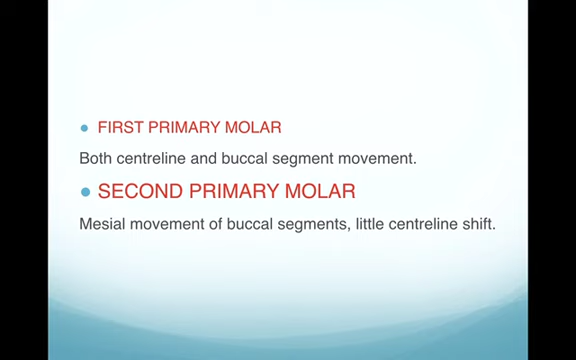 FIRST PRIMARY MOLAR
Both centreline and buccal segment movement.
SECOND PRIMARY MOLAR
Mesial movement of buccal segments, little centreline shift.